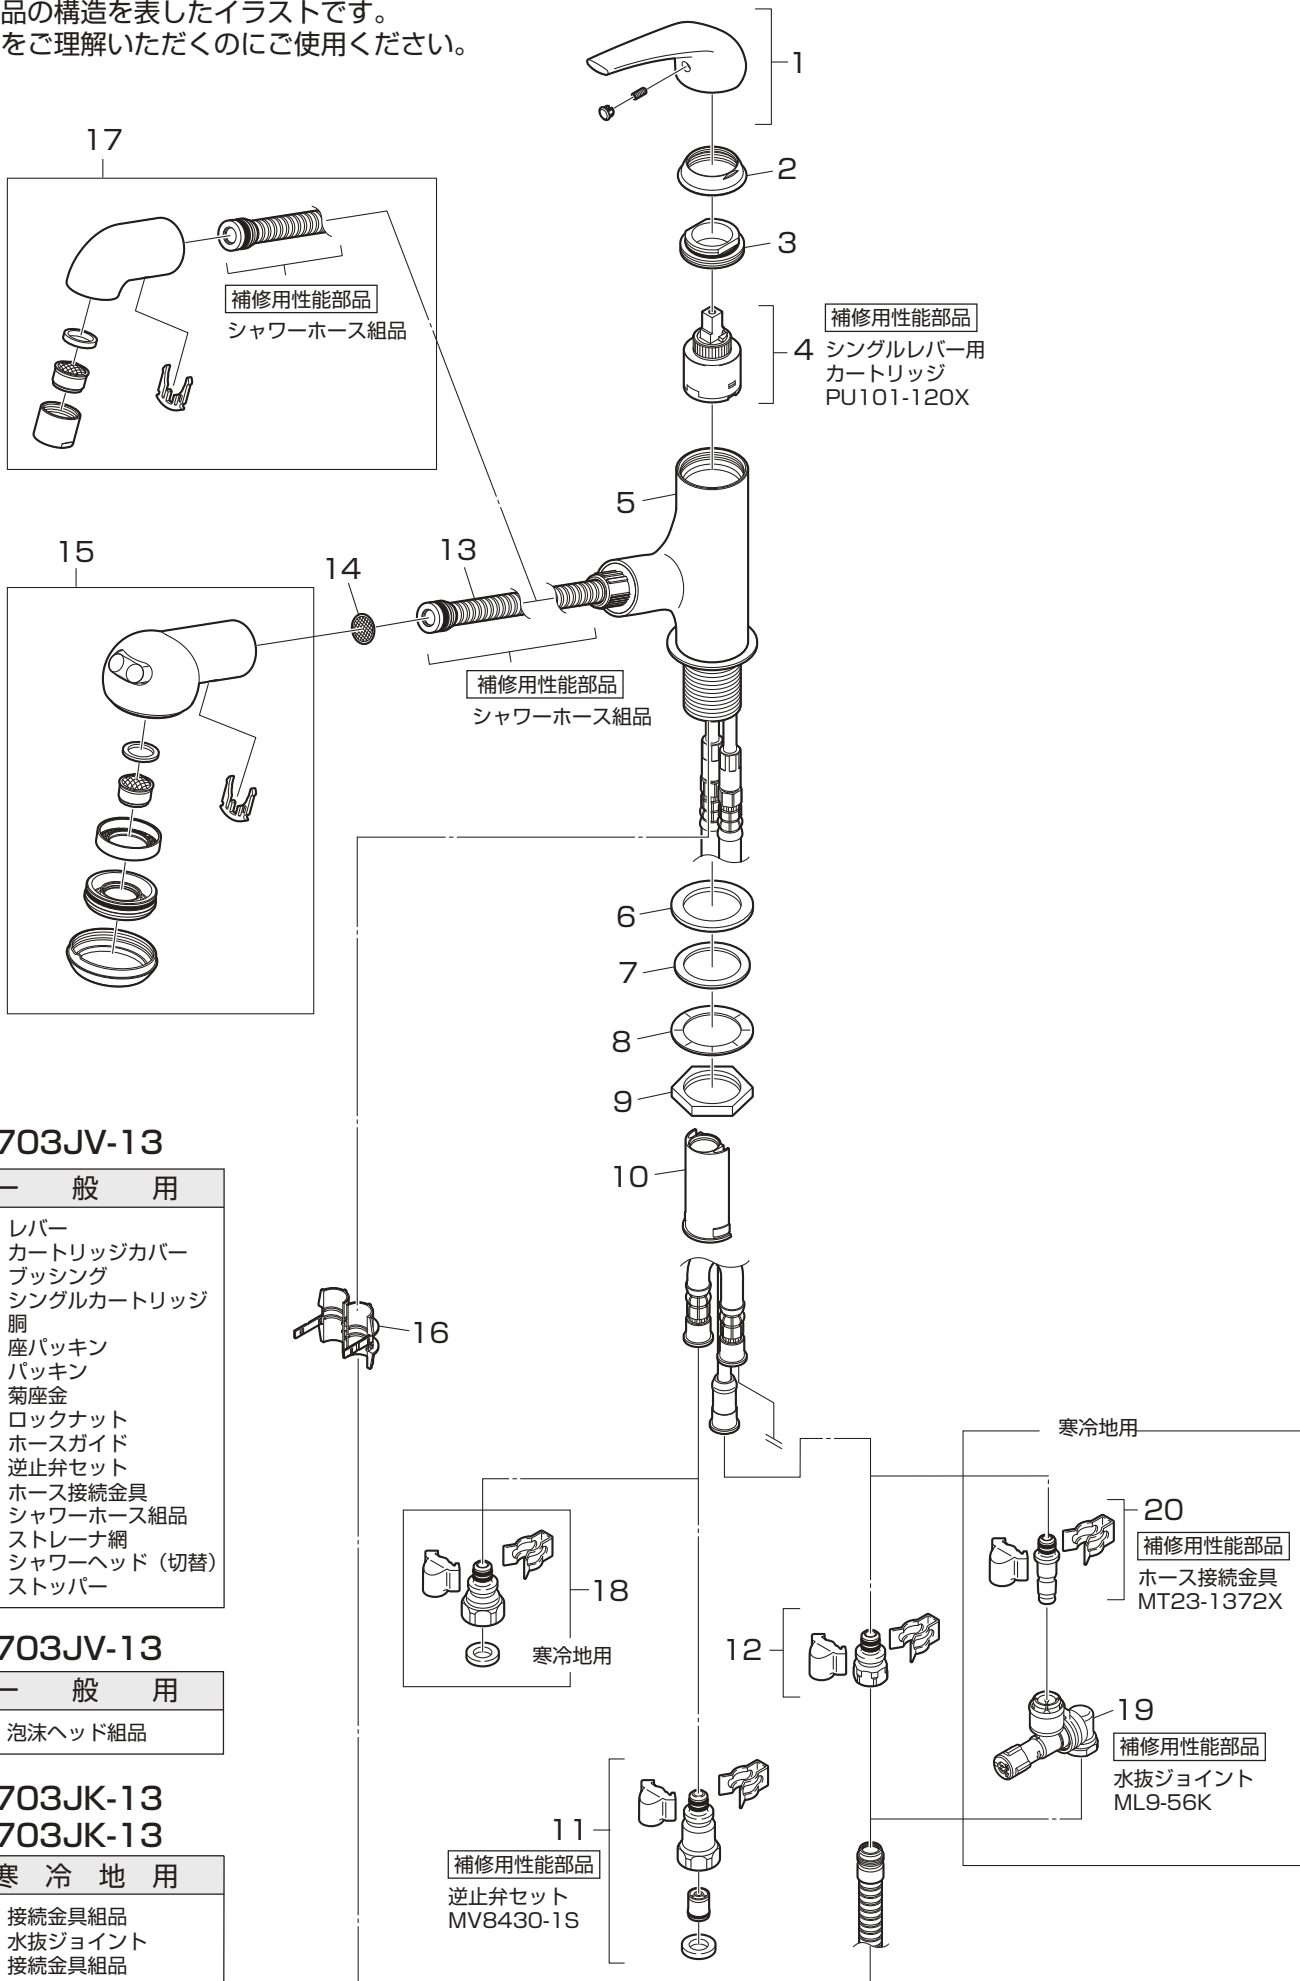 品の構造を表したイラストです。
をご理解いただくのにご使用ください。
1
17
2
3
補修用性能部品
シャワーホース組品
4
補修用性能部品
シングルレバー用
カートリッジ
PU101-120X
5
15
14
13
補修用性能部品
シャワーホース組品
6
7
8
9
10
16
703JV-13
一般用
レバー
カートリッジカバー
ブッシング
シングルカートリッジ
胴
座パッキン
パッキン
菊座金
ロックナット
ホースガイド
逆止弁セット
ホース接続金具
シャワーホース組品
ストレーナ網
シャワーヘッド（切替）
ストッパー
703JV-13
一般用
泡沫ヘッド組品
703JK-13
703JK-13
寒冷地用
接続金具組品
水抜ジョイント
接続金具組品
18
寒冷地用
寒冷地用
20
補修用性能部品
ホース接続金具
MT23-1372X
12
19
補修用性能部品
水抜ジョイント
ML9-56K
11
補修用性能部品
逆止弁セット
MV8430-1S